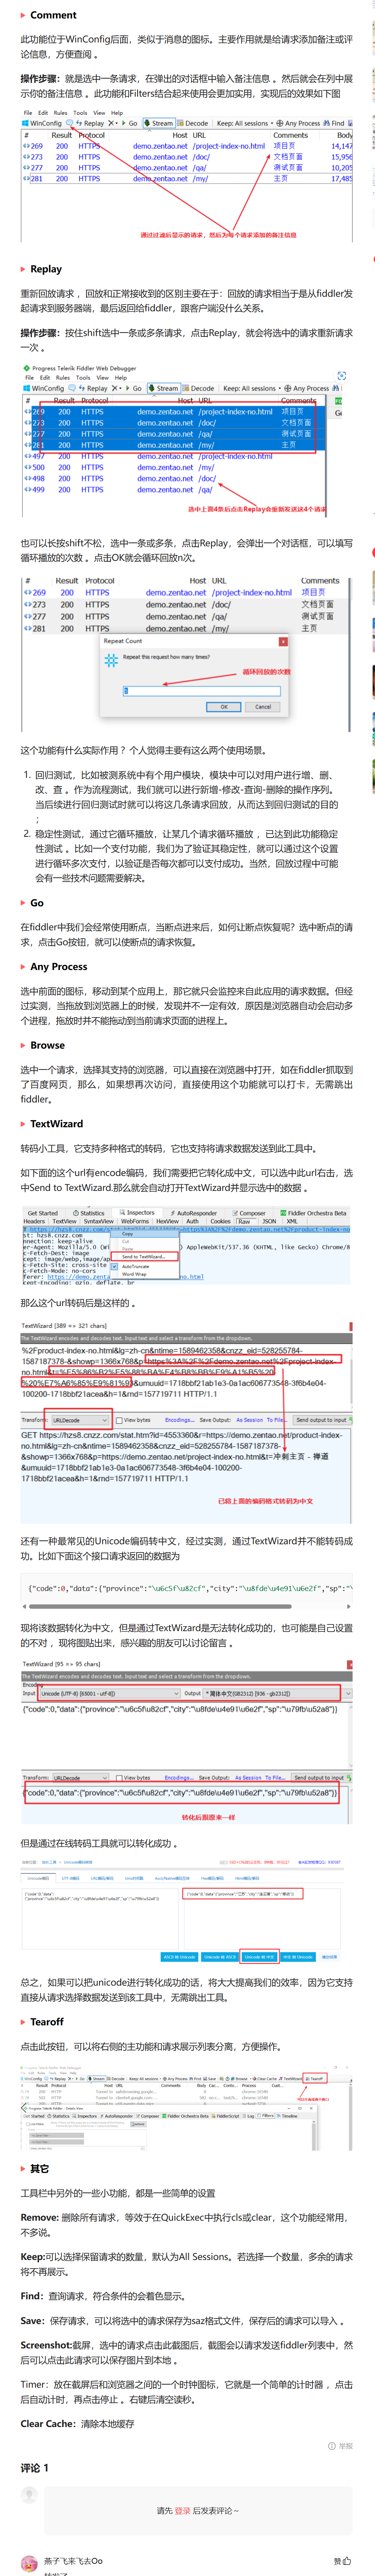 Comment
此功能位于WinConfig后面，类似于消息的图标。主要作用就是给请求添加备注或评
论信息，方便查阅 。
操作步骤：就是选中一条请求，在弹出的对话框中输入备注信息 。然后就会在列中展
示你的备注信息 。此功能和Filters结合起来使用会更加实用，实现后的效果如下图
File Edit Rules Tools View Help
WinConfig Replay Go Stream Decode Keep: All sessions Any Process Find
# Result Protocol Host URL Comments Body
269 200 HTTPS demo.zentao.net /project-index-no.html 项目页 14,147
273 200 HTTPS demo.zentao.net /doc/ 文档页面 15,956
277 200 HTTPS demo.zentao.net /qa/ 测试页面 10,205
281 200 HTTPS demo.zentao.net /my/ 主页 17,485
通过过滤后显示的请求，然后为每个请求添加的备注信息
Replay
重新回放请求 ，回放和正常接收到的区别主要在于：回放的请求相当于是从fiddler发
起请求到服务器端，最后返回给fiddler，跟客户端没什么关系。
操作步骤：按住shift选中一条或多条请求，点击Replay，就会将选中的请求重新请求
一次 。
Progress Telerik Fiddler Web Debugger
File Edit Rules Tools View Help
WinConfig Replay Go Stream Decode Keep: All sessions Any Process
# Result Protocol Host URL Comments
269 200 HTTPS demo.zentao.net /project-index-no.html 项目页
273 200 HTTPS demo.zentao.net /doc/ 文档页面
277 200 HTTPS demo.zentao.net /qa/ 测试页面
281 200 HTTPS demo.zentao.net /my/ 主页
497 200 HTTPS demo.zentao.net /project-index-no.html
500 200 HTTPS demo.zentao.net /my/
498 200 HTTPS demo.zentao.net /doc/
499 200 HTTPS demo.zentao.net /qa/
选中上面4条后点击Replay会重新发送这4个请求
也可以长按shift不松，选中一条或多条，点击Replay，会弹出一个对话框，可以填写
循环播放的次数 。点击OK就会循环回放n次。
# Result Protocol Host URL Comments
269 200 HTTPS demo.zentao.net /project-index-no.html 项目页
273 200 HTTPS demo.zentao.net /doc/ 文档页面
277 200 HTTPS demo.zentao.net /qa/ 测试页面
281 200 HTTPS demo.zentao.net /my/ 主页
Repeat Count
Repeat this request how many times?
循环回放的次数
OK Cancel
这个功能有什么实际作用 ？个人觉得主要有这么两个使用场景。
1. 回归测试，比如被测系统中有个用户模块，模块中可以对用户进行增、删、
改、查 。作为流程测试，我们就可以进行新增-修改-查询-删除的操作序列。
当后续进行回归测试时就可以将这几条请求回放，从而达到回归测试的目的
；
2. 稳定性测试，通过它循环播放，让某几个请求循环播放 ，已达到此功能稳定
性测试 。比如一个支付功能，我们为了验证其稳定性，就可以通过这个设置
进行循环多次支付，以验证是否每次都可以支付成功。当然，回放过程中可能
会有一些技术问题需要解决。
Go
在fiddler中我们会经常使用断点，当断点进来后，如何让断点恢复呢？选中断点的请
求，点击Go按钮，就可以使断点的请求恢复。
Any Process
选中前面的图标，移动到某个应用上，那它就只会监控来自此应用的请求数据。但经
过实测，当拖放到浏览器上的时候，发现并不一定有效，原因是浏览器自动会启动多
个进程，拖放时并不能拖动到当前请求页面的进程上。
Browse
选中一个请求，选择其支持的浏览器，可以直接在浏览器中打开，如在fiddler抓取到
了百度网页，那么，如果想再次访问，直接使用这个功能就可以打卡，无需跳出
fiddler。
TextWizard
转码小工具，它支持多种格式的转码，它也支持将请求数据发送到此工具中。
如下面的这个url有encode编码，我们需要把它转化成中文，可以选中此url右击，选
中Send to TextWizard.那么就会自动打开TextWizard并显示选中的数据 。
Get Started Statistics Inspectors AutoResponder Composer Fiddler Orchestra Beta
Headers TextView SyntaxView WebForms HexView Auth Cookies Raw JSON XML
Copy
Cut
Paste
Send to TextWizard...
AutoTruncate
Word Wrap
那么这个url转码后是这样的 。
TextWizard [389 => 321 chars]
The TextWizard encodes and decodes text. Input text and select a transform from the dropdown.
%2Fproduct-index-no.html&lg=zh-cn&ntime=1589462358&cnzz_eid=528255784-
1587187378-&showp=1366x768&p=https%3A%2F%2Fdemo.zentao.net%2Fproject-index-
no.html&t=%E5%86%B2%E5%88%BA%E4%B8%BB%E9%A1%B5%20-
%20%E7%A6%85%E9%81%93&umuuid=1718bbf21ab1e3-0a1ac606773548-3f6b4e04-
100200-1718bbf21acea&h=1&rnd=157719711 HTTP/1.1
Transform: URLDecode View bytes Encodings... Save Output: As Session To File... Send output to input
GET https://hzs8.cnzz.com/stat.htm?id=4553360&r=https://demo.zentao.net/product-index-
no.html&lg=zh-cn&ntime=1589462358&cnzz_eid=528255784-1587187378-
&showp=1366x768&p=https://demo.zentao.net/project-index-no.html&t=冲刺主页 - 禅道
&umuuid=1718bbf21ab1e3-0a1ac606773548-3f6b4e04-100200-
1718bbf21acea&h=1&rnd=157719711 HTTP/1.1
已将上面的编码格式转码为中文
还有一种最常见的Unicode编码转中文，经过实测，通过TextWizard并不能转码成
功。比如下面这个接口请求返回的数据为
{"code":0,"data":{"province":"\u6c5f\u82cf","city":"\u8fde\u4e91\u6e2f","sp":"\
现将该数据转化为中文，但是通过TextWizard是无法转化成功的，也可能是自己设置
的不对 ，现将图贴出来，感兴趣的朋友可以讨论留言 。
TextWizard [95 => 95 chars]
The TextWizard encodes and decodes text. Input text and select a transform from the dropdown.
Encoding
Input Unicode (UTF-8) [65001 - utf-8] Output * 简体中文(GB2312) [936 - gb2312]
{"code":0,"data":{"province":"\u6c5f\u82cf","city":"\u8fde\u4e91\u6e2f","sp":"\u79fb\u52a8"}}
Transform: URLDecode View bytes Encodings... Save Output: As Session To File... Send output to input
{"code":0,"data":{"province":"\u6c5f\u82cf","city":"\u8fde\u4e91\u6e2f","sp":"\u79fb\u52a8"}}
转化后跟原来一样
但是通过在线转码工具就可以转化成功 。
总之，如果可以把unicode进行转化成功的话，将大大提高我们的效率，因为它支持
直接从请求选择数据发送到该工具中，无需跳出工具。
Tearoff
点击此按钮，可以将右侧的主功能和请求展示列表分离，方便操作。
其它
工具栏中另外的一些小功能，都是一些简单的设置
Remove: 删除所有请求，等效于在QuickExec中执行cls或clear，这个功能经常用，
不多说。
Keep:可以选择保留请求的数量，默认为All Sessions。若选择一个数量，多余的请求
将不再展示。
Find：查询请求，符合条件的会着色显示。
Save：保存请求，可以将选中的请求保存为saz格式文件，保存后的请求可以导入 。
Screenshot:截屏，选中的请求点击此截图后，截图会以请求发送fiddler列表中，然
后可以点击此请求可以保存图片到本地 。
Timer：放在截屏后和浏览器之间的一个时钟图标，它就是一个简单的计时器 ，点击
后自动计时，再点击停止 。右键后清空读秒。
Clear Cache：清除本地缓存
举报
评论 1
请先 登录 后发表评论 ~
燕子飞来飞去Oo 赞